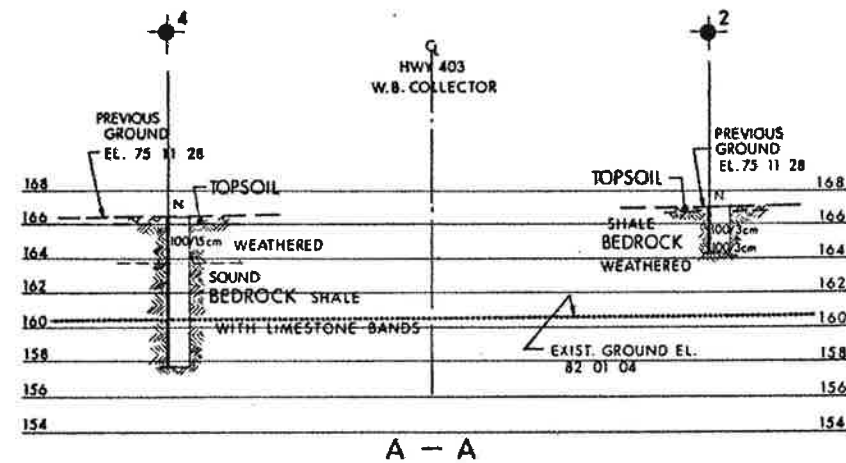 4
2
℄
HWY 403
W.B. COLLECTOR
PREVIOUS
GROUND
EL. 75 11 28
PREVIOUS
GROUND
EL. 75 11 28
168
N
TOPSOIL
TOPSOIL
N
168
166
100/15cm
WEATHERED
SHALE
BEDROCK
WEATHERED
100/3cm
100/3cm
166
164
SOUND
BEDROCK SHALE
WITH LIMESTONE BANDS
164
162
162
160
160
158
EXIST. GROUND EL.
82 01 04
158
156
156
154
154
A – A